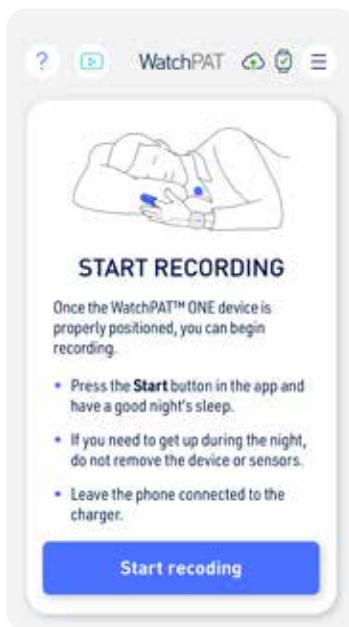 ?
WatchPAT
START RECORDING
Once the WatchPAT™ ONE device is
properly positioned, you can begin
recording.
• Press the Start button in the app and
have a good night's sleep.
• If you need to get up during the night,
do not remove the device or sensors.
• Leave the phone connected to the
charger.
Start recoding